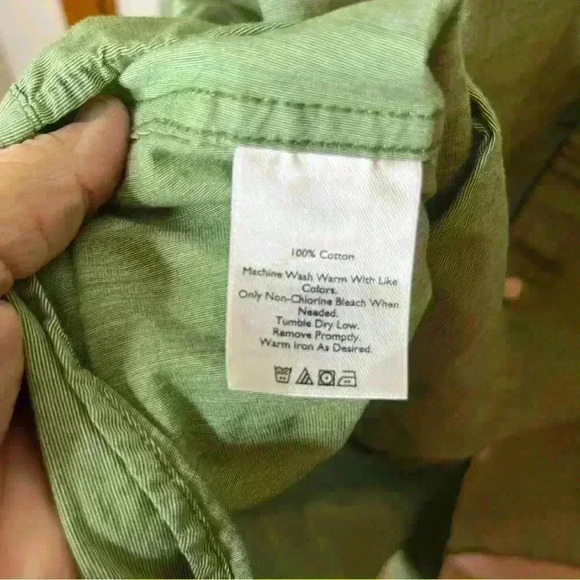 100% Cotton
Machine Wash Warm With Like
Colors.
Only Non-Chlorine Bleach When
Needed.
Tumble Dry Low.
Remove Promptly.
Warm Iron As Desired.